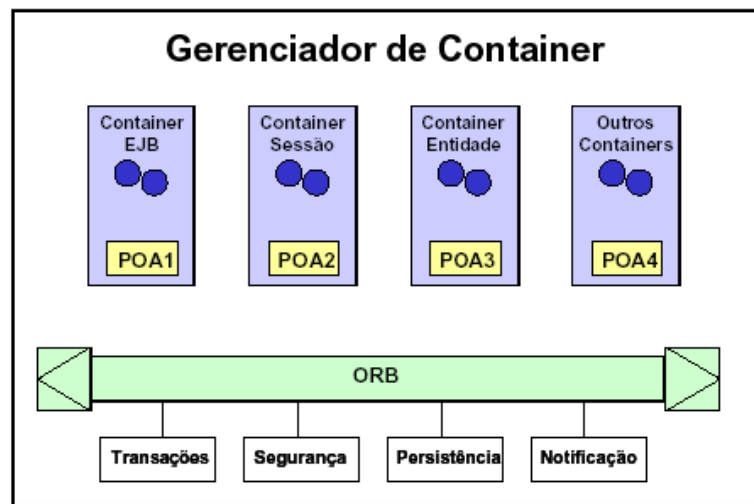 Gerenciador de Container
Container
EJB
Container
Sessão
Container
Entidade
Outros
Containers
POA1
POA2
POA3
POA4
ORB
Transações
Segurança
Persistência
Notificação